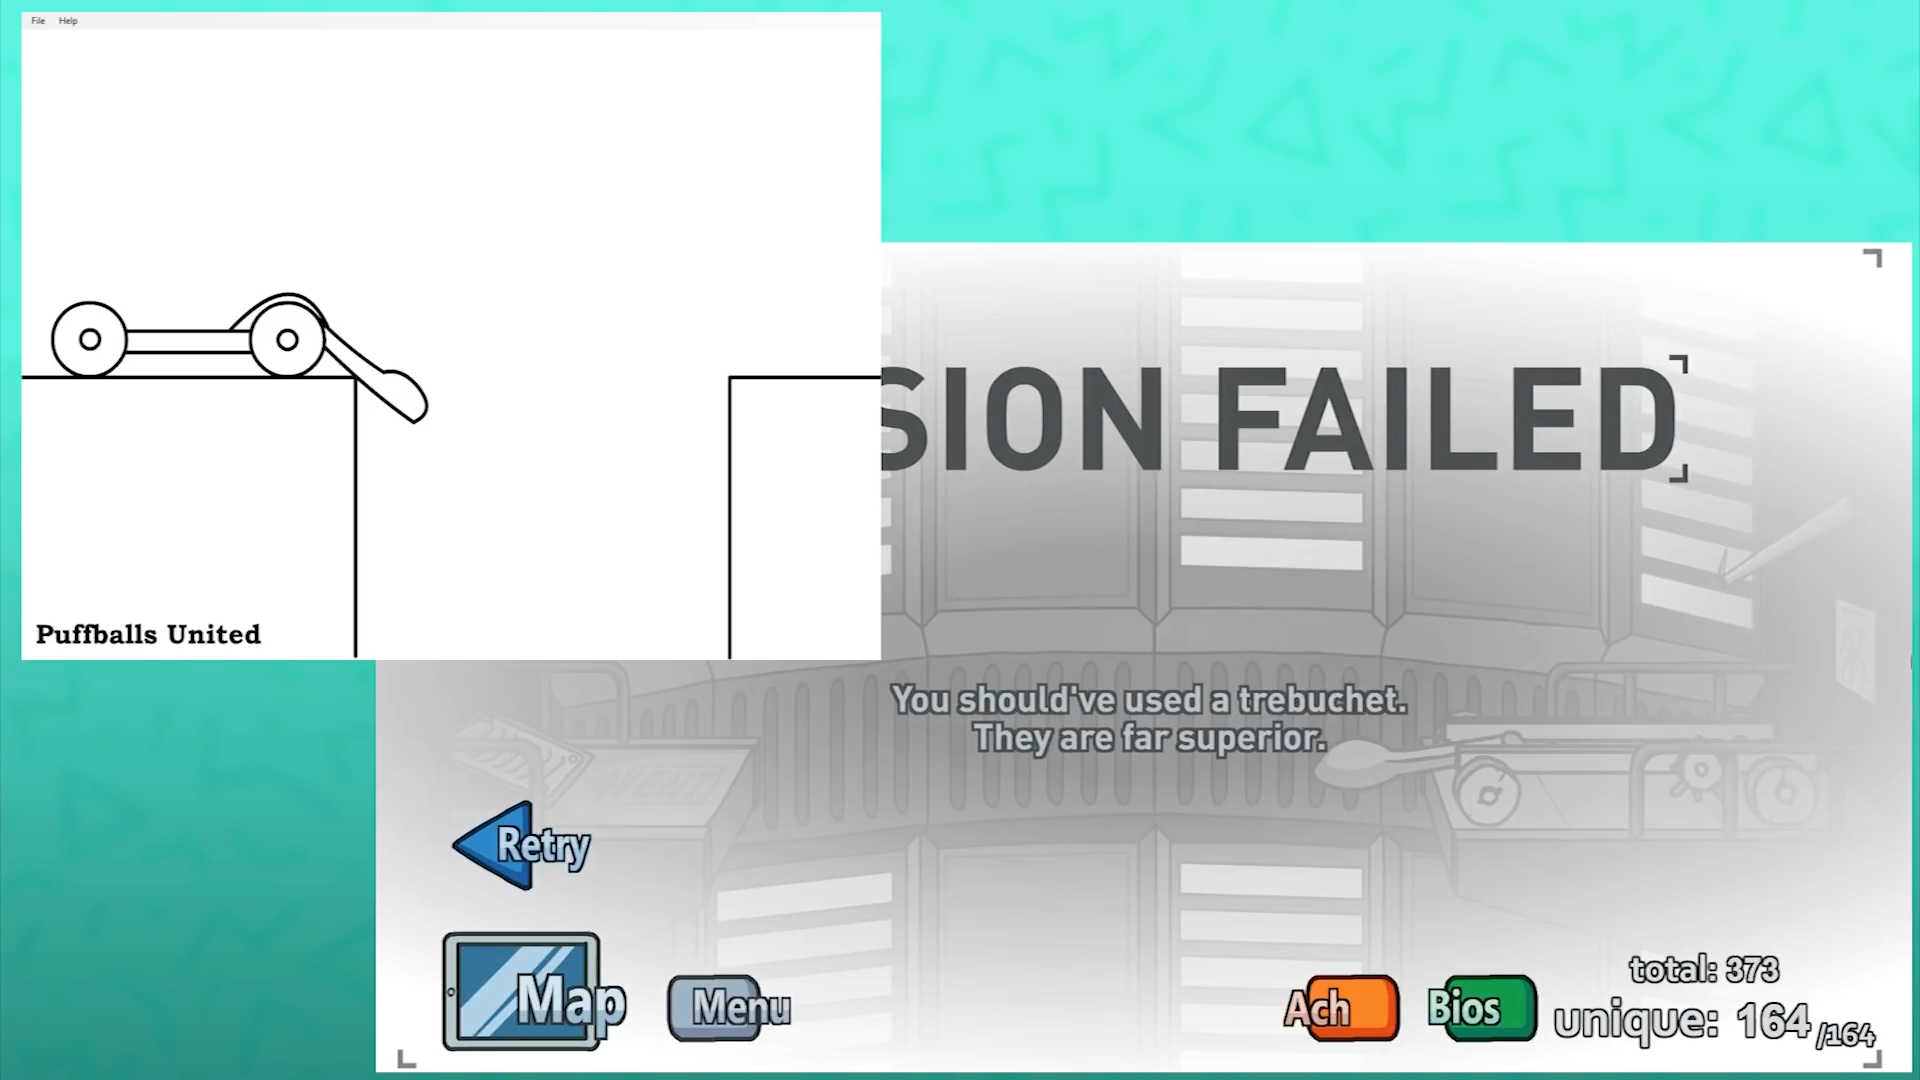 File Help
SION FAILED
Puffballs United
You should've used a trebuchet.
They are far superior.
Retry
Map
Menu
Ach
Bios
total: 373
unique: 164/164